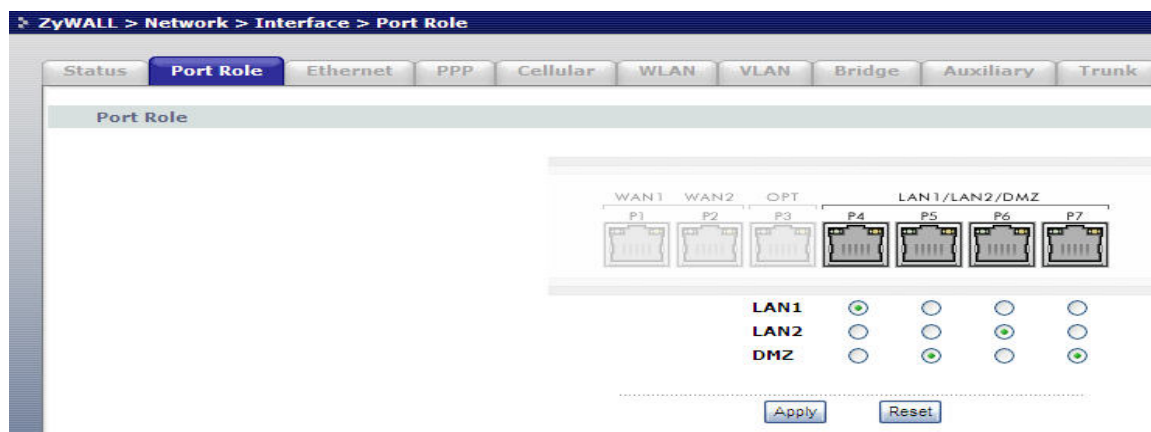 ZyWALL > Network > Interface > Port Role
Status Port Role Ethernet PPP Cellular WLAN VLAN Bridge Auxiliary Trunk
Port Role
WAN1 WAN2 OPT LAN1/LAN2/DMZ
P1 P2 P3 P4 P5 P6 P7
LAN1
LAN2
DMZ
Apply Reset